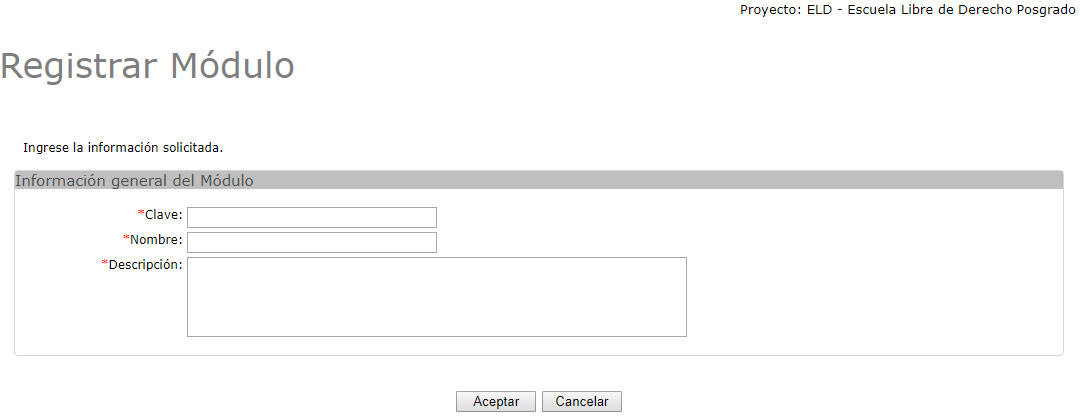 Proyecto: ELD - Escuela Libre de Derecho Posgrado
Registrar Módulo
Ingrese la información solicitada.
Información general del Módulo
*Clave:
*Nombre:
*Descripción:
Aceptar Cancelar